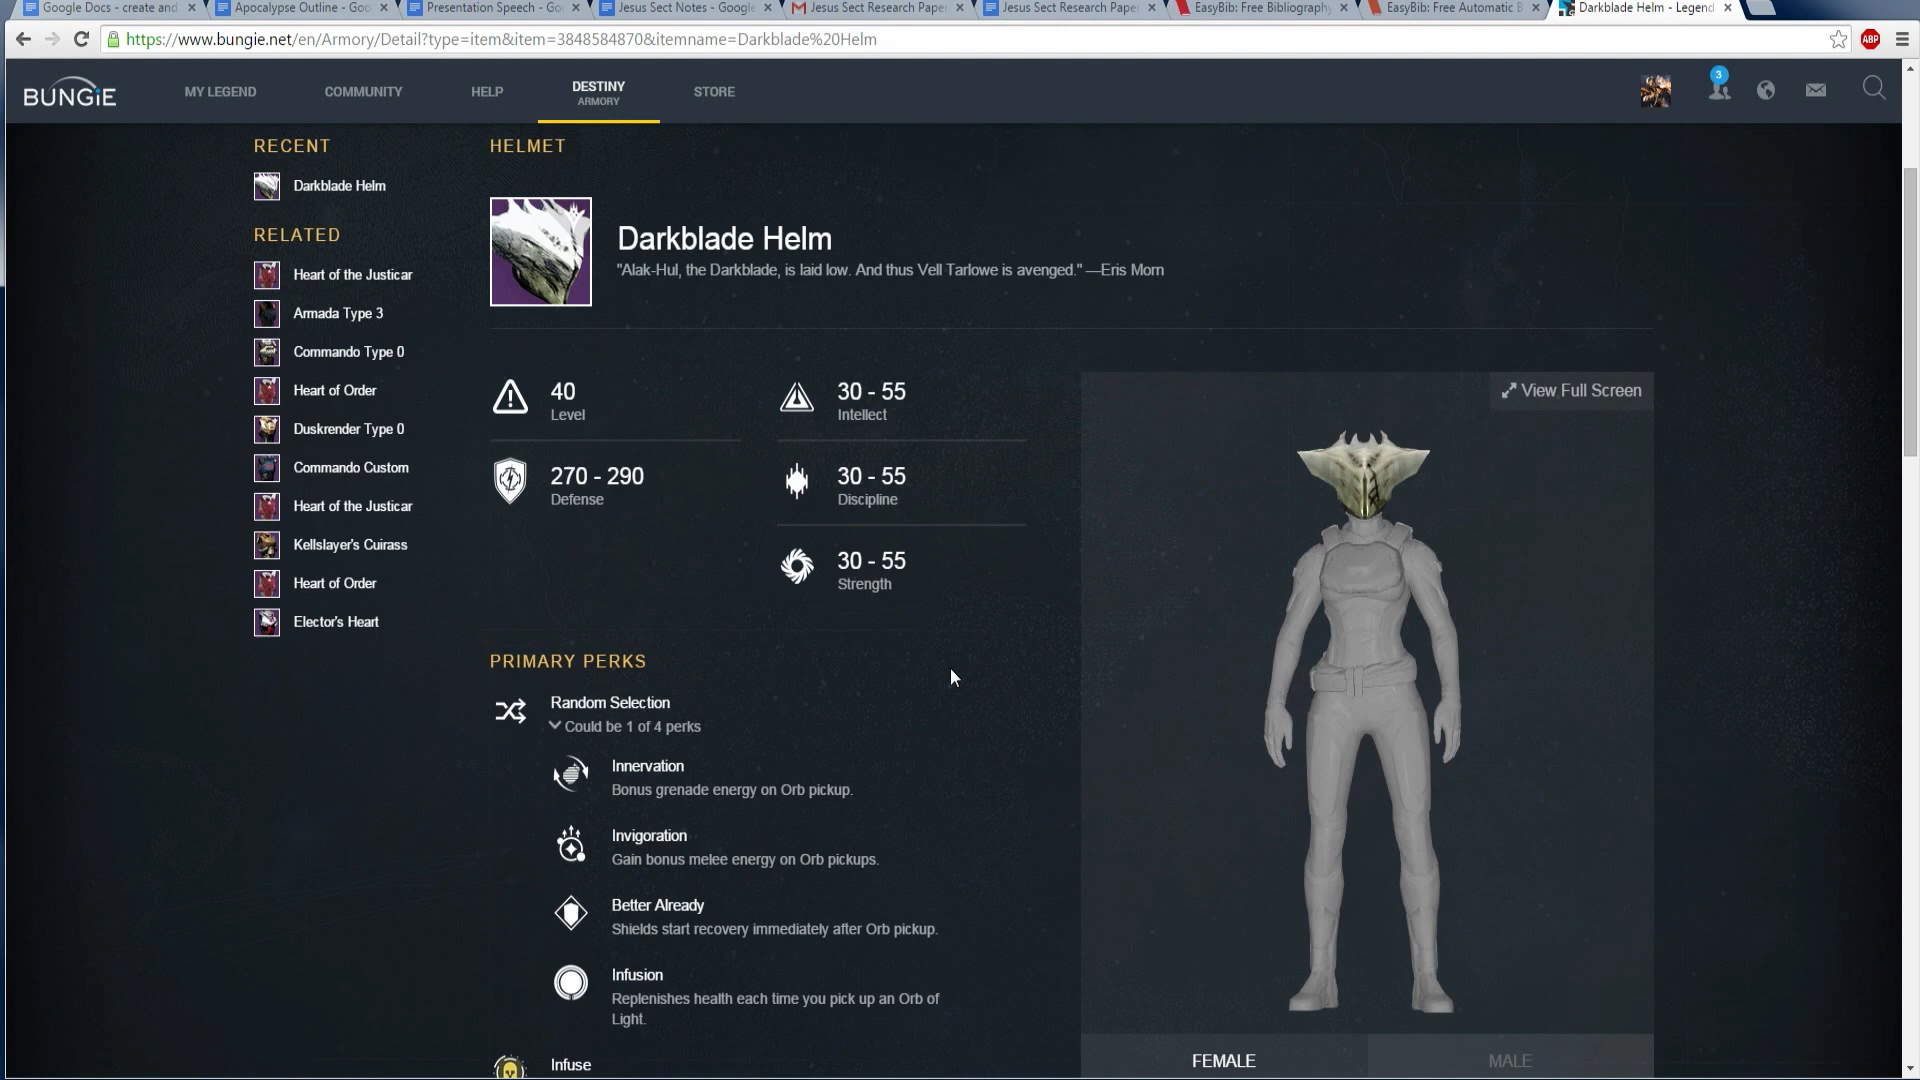 Google Docs - create and
Apocalypse Outline - Goo
Presentation Speech - Go
Jesus Sect Notes - Google
Jesus Sect Research Pape
Jesus Sect Research Pape
EasyBib: Free Bibliography
EasyBib: Free Automatic B
Darkblade Helm - Legend
https://www.bungie.net/en/Armory/Detail?type=item&item=3848584870&itemname=Darkblade%20Helm
ABP
BUNGiE
MY LEGEND
COMMUNITY
HELP
DESTINY
ARMORY
STORE
3
RECENT
Darkblade Helm
RELATED
Heart of the Justicar
Armada Type 3
Commando Type 0
Heart of Order
Duskrender Type 0
Commando Custom
Heart of the Justicar
Kellslayer's Cuirass
Heart of Order
Elector's Heart
HELMET
Darkblade Helm
"Alak-Hul, the Darkblade, is laid low. And thus Vell Tarlowe is avenged." —Eris Morn
40
Level
270 - 290
Defense
30 - 55
Intellect
30 - 55
Discipline
30 - 55
Strength
PRIMARY PERKS
Random Selection
Could be 1 of 4 perks
Innervation
Bonus grenade energy on Orb pickup.
Invigoration
Gain bonus melee energy on Orb pickups.
Better Already
Shields start recovery immediately after Orb pickup.
Infusion
Replenishes health each time you pick up an Orb of
Light.
Infuse
View Full Screen
FEMALE
MALE